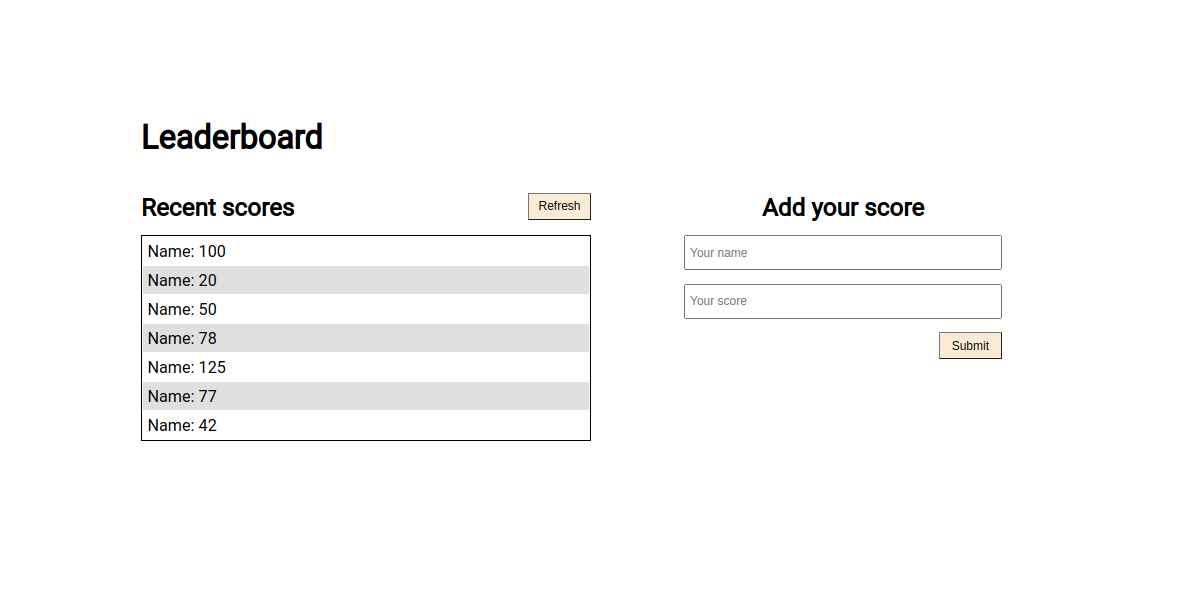 Leaderboard
Recent scores
Refresh
Name: 100
Name: 20
Name: 50
Name: 78
Name: 125
Name: 77
Name: 42
Add your score
Your name
Your score
Submit